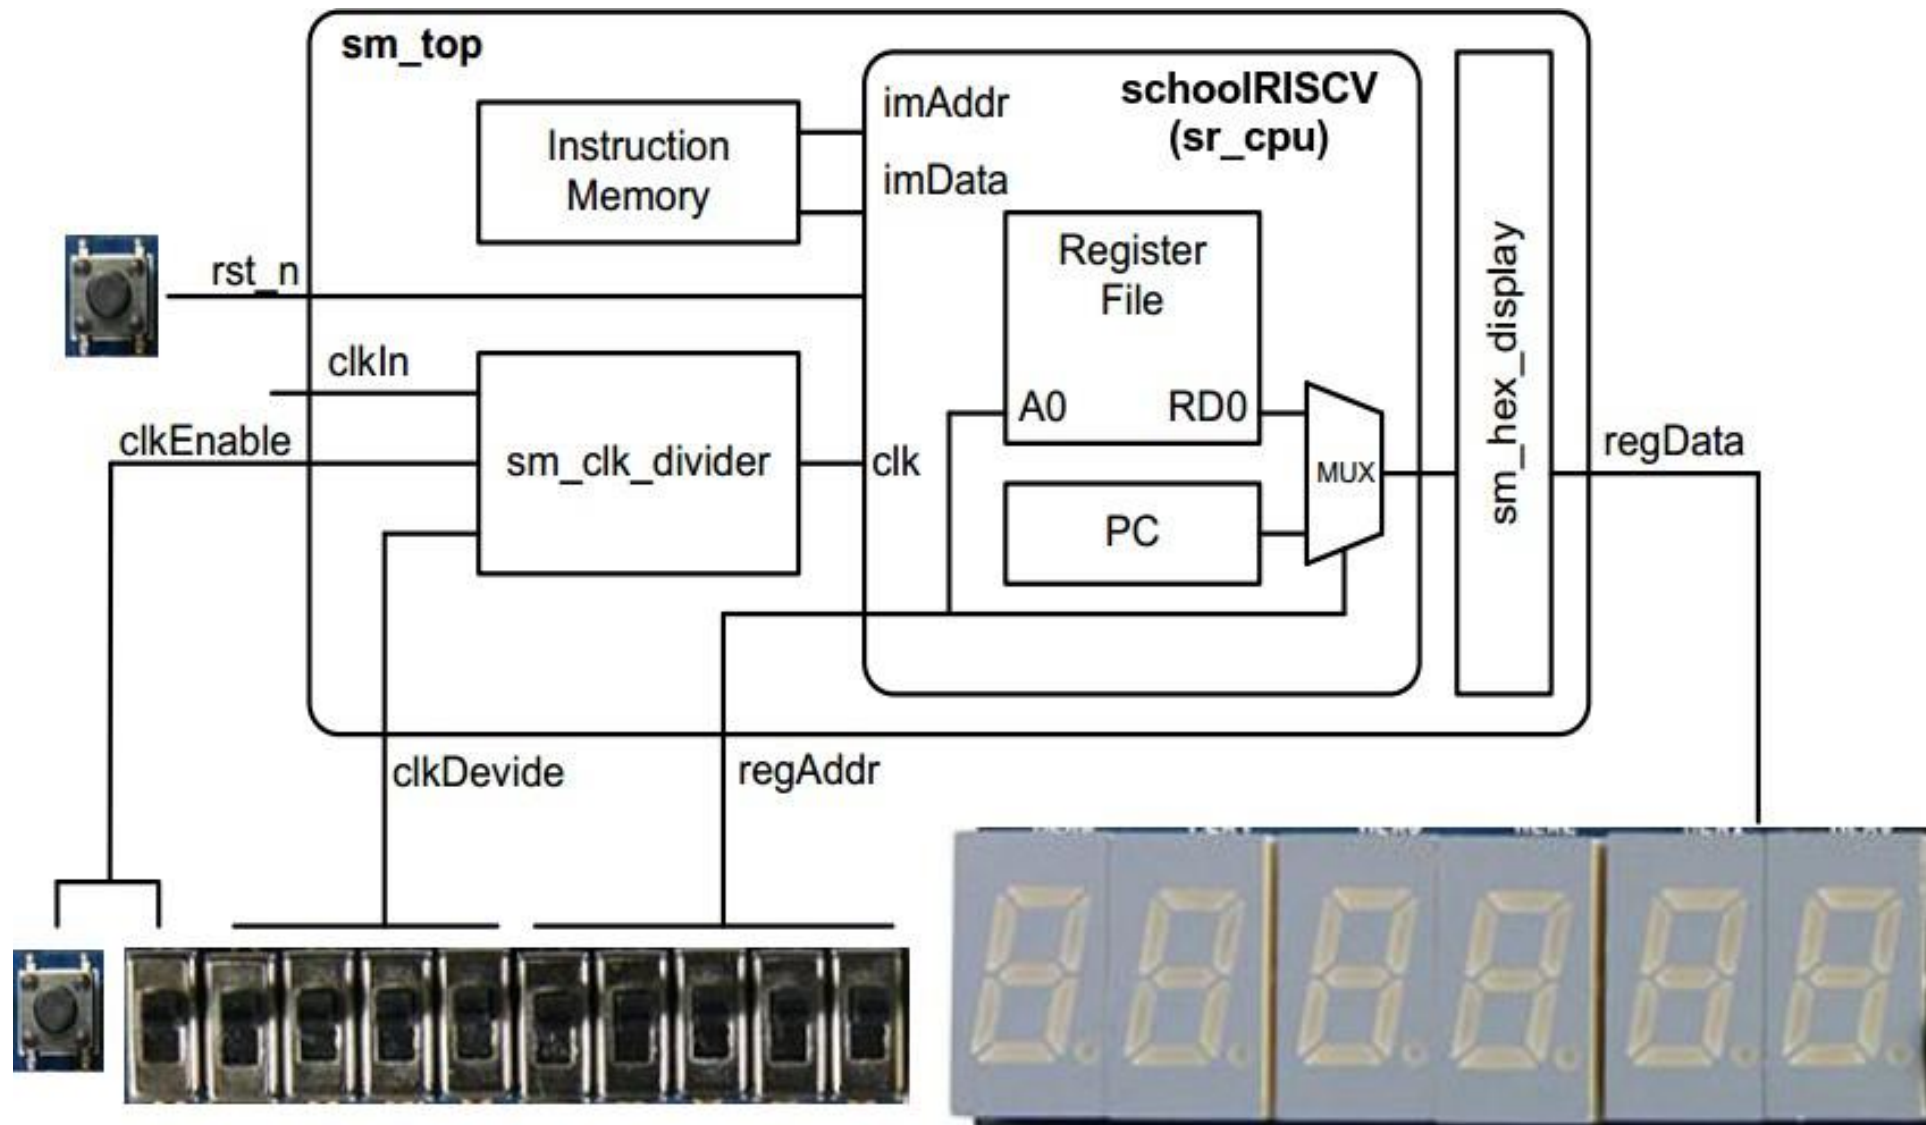 sm_top
schoolRISCV
(sr_cpu)
imAddr
Instruction
Memory
imData
Register
File
rst_n
clkIn
A0
RD0
clkEnable
sm_clk_divider
clk
MUX
sm_hex_display
regData
PC
clkDevide
regAddr